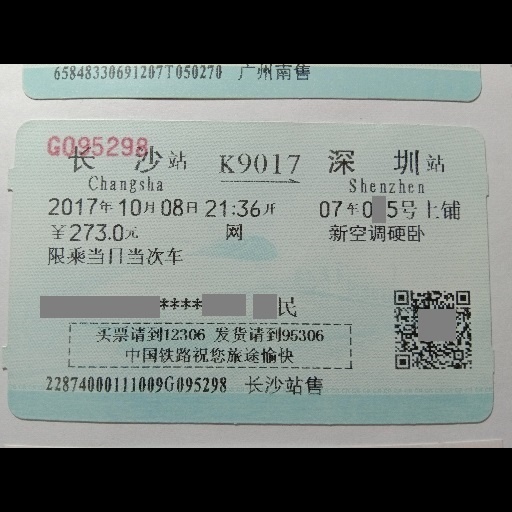 65848330691207T050270 广州南售
G095298
长沙站 K9017 深圳站
Changsha Shenzhen
2017年10月08日21:36开 07车0 5号上铺
￥273.0元 网 新空调硬卧
限乘当日当次车
**** 民
买票请到12306 发货请到95306
中国铁路祝您旅途愉快
22874000111009G095298 长沙站售